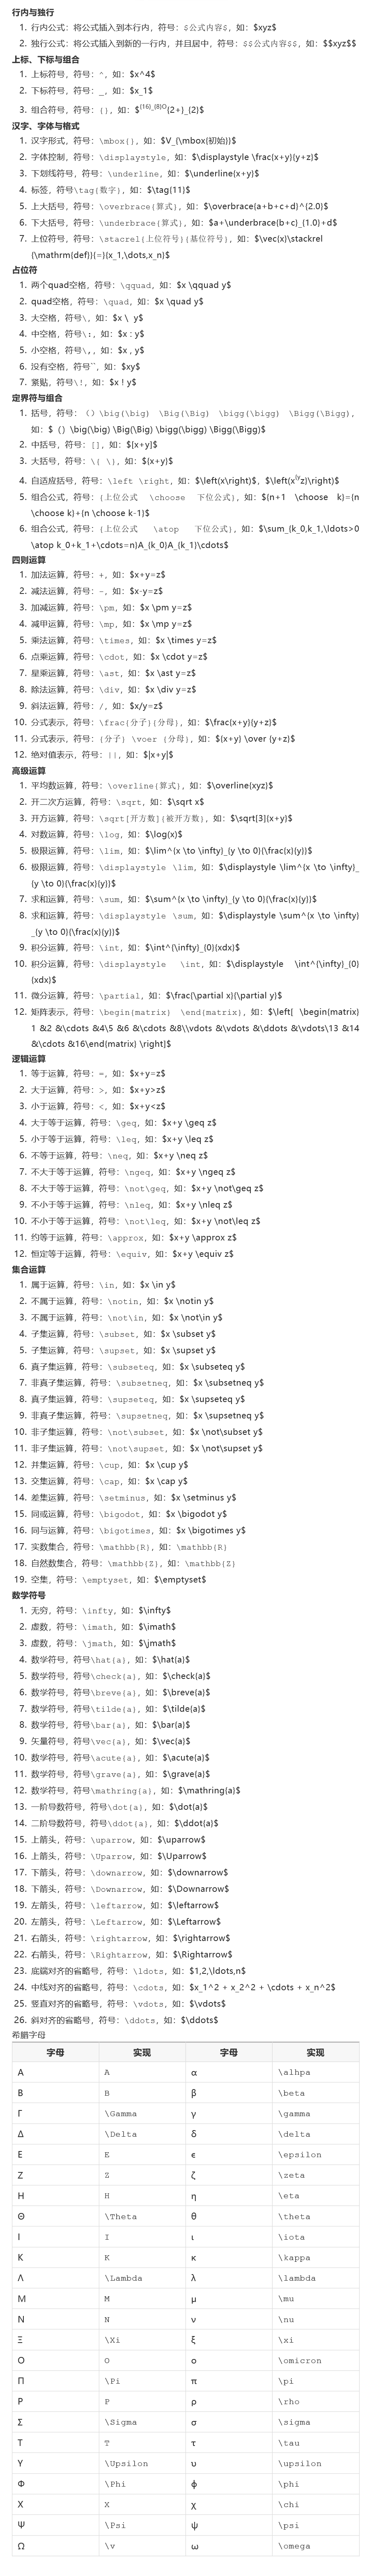 行内与独行
1. 行内公式：将公式插入到本行内，符号：$公式内容$，如：$xyz$
2. 独行公式：将公式插入到新的一行内，并且居中，符号：$$公式内容$$，如：$$xyz$$
上标、下标与组合
1. 上标符号，符号：^，如：$x^4$
2. 下标符号，符号：_，如：$x_1$
3. 组合符号，符号：{}，如：${16}_{8}O{2+}_{2}$
汉字、字体与格式
1. 汉字形式，符号：\mbox{}，如：$V_{\mbox{初始}}$
2. 字体控制，符号：\displaystyle，如：$\displaystyle \frac{x+y}{y+z}$
3. 下划线符号，符号：\underline，如：$\underline{x+y}$
4. 标签，符号\tag{数字}，如：$\tag{11}$
5. 上大括号，符号：\overbrace{算式}，如：$\overbrace{a+b+c+d}^{2.0}$
6. 下大括号，符号：\underbrace{算式}，如：$a+\underbrace{b+c}_{1.0}+d$
7. 上位符号，符号：\stacrel{上位符号}{基位符号}，如：$\vec{x}\stackrel
{\mathrm{def}}{=}{x_1,\dots,x_n}$
占位符
1. 两个quad空格，符号：\qquad，如：$x \qquad y$
2. quad空格，符号：\quad，如：$x \quad y$
3. 大空格，符号\，如：$x \  y$
4. 中空格，符号\:，如：$x : y$
5. 小空格，符号\,，如：$x , y$
6. 没有空格，符号``，如：$xy$
7. 紧贴，符号\!，如：$x ! y$
定界符与组合
1. 括号，符号：（）\big(\big) \Big(\Big) \bigg(\bigg) \Bigg(\Bigg)，
如：$（）\big(\big) \Big(\Big) \bigg(\bigg) \Bigg(\Bigg)$
2. 中括号，符号：[]，如：$[x+y]$
3. 大括号，符号：\{ \}，如：${x+y}$
4. 自适应括号，符号：\left \right，如：$\left(x\right)$，$\left(x{yz}\right)$
5. 组合公式，符号：{上位公式 \choose 下位公式}，如：${n+1 \choose k}={n
\choose k}+{n \choose k-1}$
6. 组合公式，符号：{上位公式 \atop 下位公式}，如：$\sum_{k_0,k_1,\ldots>0
\atop k_0+k_1+\cdots=n}A_{k_0}A_{k_1}\cdots$
四则运算
1. 加法运算，符号：+，如：$x+y=z$
2. 减法运算，符号：-，如：$x-y=z$
3. 加减运算，符号：\pm，如：$x \pm y=z$
4. 减甲运算，符号：\mp，如：$x \mp y=z$
5. 乘法运算，符号：\times，如：$x \times y=z$
6. 点乘运算，符号：\cdot，如：$x \cdot y=z$
7. 星乘运算，符号：\ast，如：$x \ast y=z$
8. 除法运算，符号：\div，如：$x \div y=z$
9. 斜法运算，符号：/，如：$x/y=z$
10. 分式表示，符号：\frac{分子}{分母}，如：$\frac{x+y}{y+z}$
11. 分式表示，符号：{分子} \voer {分母}，如：${x+y} \over {y+z}$
12. 绝对值表示，符号：||，如：$|x+y|$
高级运算
1. 平均数运算，符号：\overline{算式}，如：$\overline{xyz}$
2. 开二次方运算，符号：\sqrt，如：$\sqrt x$
3. 开方运算，符号：\sqrt[开方数]{被开方数}，如：$\sqrt[3]{x+y}$
4. 对数运算，符号：\log，如：$\log(x)$
5. 极限运算，符号：\lim，如：$\lim^{x \to \infty}_{y \to 0}{\frac{x}{y}}$
6. 极限运算，符号：\displaystyle \lim，如：$\displaystyle \lim^{x \to \infty}_
{y \to 0}{\frac{x}{y}}$
7. 求和运算，符号：\sum，如：$\sum^{x \to \infty}_{y \to 0}{\frac{x}{y}}$
8. 求和运算，符号：\displaystyle \sum，如：$\displaystyle \sum^{x \to \infty}
_{y \to 0}{\frac{x}{y}}$
9. 积分运算，符号：\int，如：$\int^{\infty}_{0}{xdx}$
10. 积分运算，符号：\displaystyle \int，如：$\displaystyle \int^{\infty}_{0}
{xdx}$
11. 微分运算，符号：\partial，如：$\frac{\partial x}{\partial y}$
12. 矩阵表示，符号：\begin{matrix} \end{matrix}，如：$\left[ \begin{matrix}
1 &2 &\cdots &4\5 &6 &\cdots &8\\vdots &\vdots &\ddots &\vdots\13 &14
&\cdots &16\end{matrix} \right]$
逻辑运算
1. 等于运算，符号：=，如：$x+y=z$
2. 大于运算，符号：>，如：$x+y>z$
3. 小于运算，符号：<，如：$x+y<z$
4. 大于等于运算，符号：\geq，如：$x+y \geq z$
5. 小于等于运算，符号：\leq，如：$x+y \leq z$
6. 不等于运算，符号：\neq，如：$x+y \neq z$
7. 不大于等于运算，符号：\ngeq，如：$x+y \ngeq z$
8. 不大于等于运算，符号：\not\geq，如：$x+y \not\geq z$
9. 不小于等于运算，符号：\nleq，如：$x+y \nleq z$
10. 不小于等于运算，符号：\not\leq，如：$x+y \not\leq z$
11. 约等于运算，符号：\approx，如：$x+y \approx z$
12. 恒定等于运算，符号：\equiv，如：$x+y \equiv z$
集合运算
1. 属于运算，符号：\in，如：$x \in y$
2. 不属于运算，符号：\notin，如：$x \notin y$
3. 不属于运算，符号：\not\in，如：$x \not\in y$
4. 子集运算，符号：\subset，如：$x \subset y$
5. 子集运算，符号：\supset，如：$x \supset y$
6. 真子集运算，符号：\subseteq，如：$x \subseteq y$
7. 非真子集运算，符号：\subsetneq，如：$x \subsetneq y$
8. 真子集运算，符号：\supseteq，如：$x \supseteq y$
9. 非真子集运算，符号：\supsetneq，如：$x \supsetneq y$
10. 非子集运算，符号：\not\subset，如：$x \not\subset y$
11. 非子集运算，符号：\not\supset，如：$x \not\supset y$
12. 并集运算，符号：\cup，如：$x \cup y$
13. 交集运算，符号：\cap，如：$x \cap y$
14. 差集运算，符号：\setminus，如：$x \setminus y$
15. 同或运算，符号：\bigodot，如：$x \bigodot y$
16. 同与运算，符号：\bigotimes，如：$x \bigotimes y$
17. 实数集合，符号：\mathbb{R}，如：\mathbb{R}
18. 自然数集合，符号：\mathbb{Z}，如：\mathbb{Z}
19. 空集，符号：\emptyset，如：$\emptyset$
数学符号
1. 无穷，符号：\infty，如：$\infty$
2. 虚数，符号：\imath，如：$\imath$
3. 虚数，符号：\jmath，如：$\jmath$
4. 数学符号，符号\hat{a}，如：$\hat{a}$
5. 数学符号，符号\check{a}，如：$\check{a}$
6. 数学符号，符号\breve{a}，如：$\breve{a}$
7. 数学符号，符号\tilde{a}，如：$\tilde{a}$
8. 数学符号，符号\bar{a}，如：$\bar{a}$
9. 矢量符号，符号\vec{a}，如：$\vec{a}$
10. 数学符号，符号\acute{a}，如：$\acute{a}$
11. 数学符号，符号\grave{a}，如：$\grave{a}$
12. 数学符号，符号\mathring{a}，如：$\mathring{a}$
13. 一阶导数符号，符号\dot{a}，如：$\dot{a}$
14. 二阶导数符号，符号\ddot{a}，如：$\ddot{a}$
15. 上箭头，符号：\uparrow，如：$\uparrow$
16. 上箭头，符号：\Uparrow，如：$\Uparrow$
17. 下箭头，符号：\downarrow，如：$\downarrow$
18. 下箭头，符号：\Downarrow，如：$\Downarrow$
19. 左箭头，符号：\leftarrow，如：$\leftarrow$
20. 左箭头，符号：\Leftarrow，如：$\Leftarrow$
21. 右箭头，符号：\rightarrow，如：$\rightarrow$
22. 右箭头，符号：\Rightarrow，如：$\Rightarrow$
23. 底端对齐的省略号，符号：\ldots，如：$1,2,\ldots,n$
24. 中线对齐的省略号，符号：\cdots，如：$x_1^2 + x_2^2 + \cdots + x_n^2$
25. 竖直对齐的省略号，符号：\vdots，如：$\vdots$
26. 斜对齐的省略号，符号：\ddots，如：$\ddots$
希腊字母
字母 实现 字母 实现
Α A α \alhpa
Β B β \beta
Γ \Gamma γ \gamma
Δ \Delta δ \delta
Ε E ϵ \epsilon
Ζ Z ζ \zeta
Η H η \eta
Θ \Theta θ \theta
Ι I ι \iota
Κ K κ \kappa
Λ \Lambda λ \lambda
Μ M μ \mu
Ν N ν \nu
Ξ \Xi ξ \xi
Ο O ο \omicron
Π \Pi π \pi
Ρ P ρ \rho
Σ \Sigma σ \sigma
Τ T τ \tau
Υ \Upsilon υ \upsilon
Φ \Phi ϕ \phi
Χ X χ \chi
Ψ \Psi ψ \psi
Ω \v ω \omega